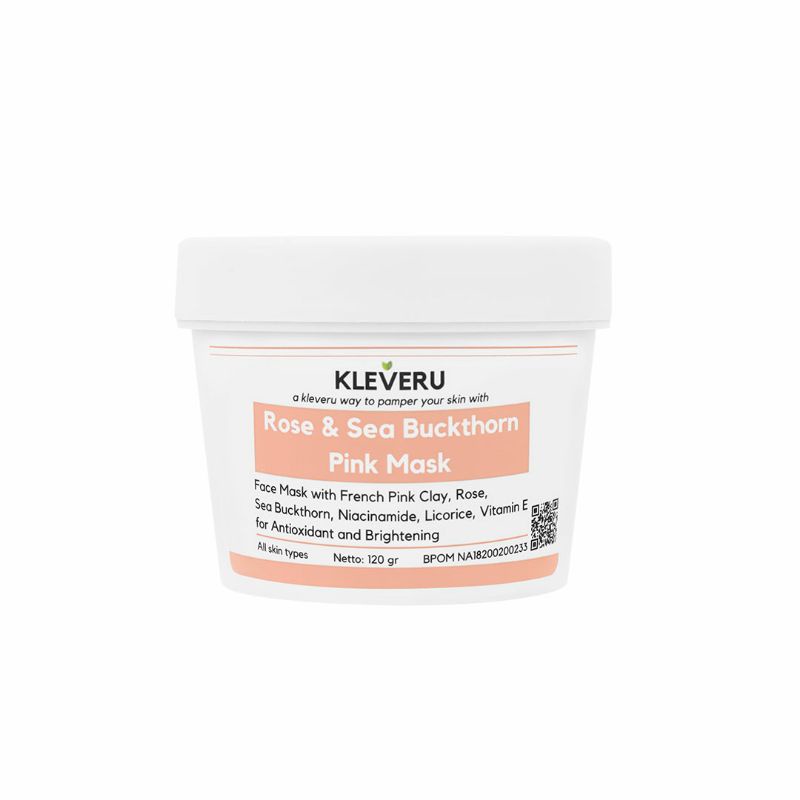 KLEVERU
a kleveru way to pamper your skin with
Rose & Sea Buckthorn
Pink Mask
Face Mask with French Pink Clay, Rose,
Sea Buckthorn, Niacinamide, Licorice, Vitamin E
for Antioxidant and Brightening
All skin types Netto: 120 gr BPOM NA18200200233